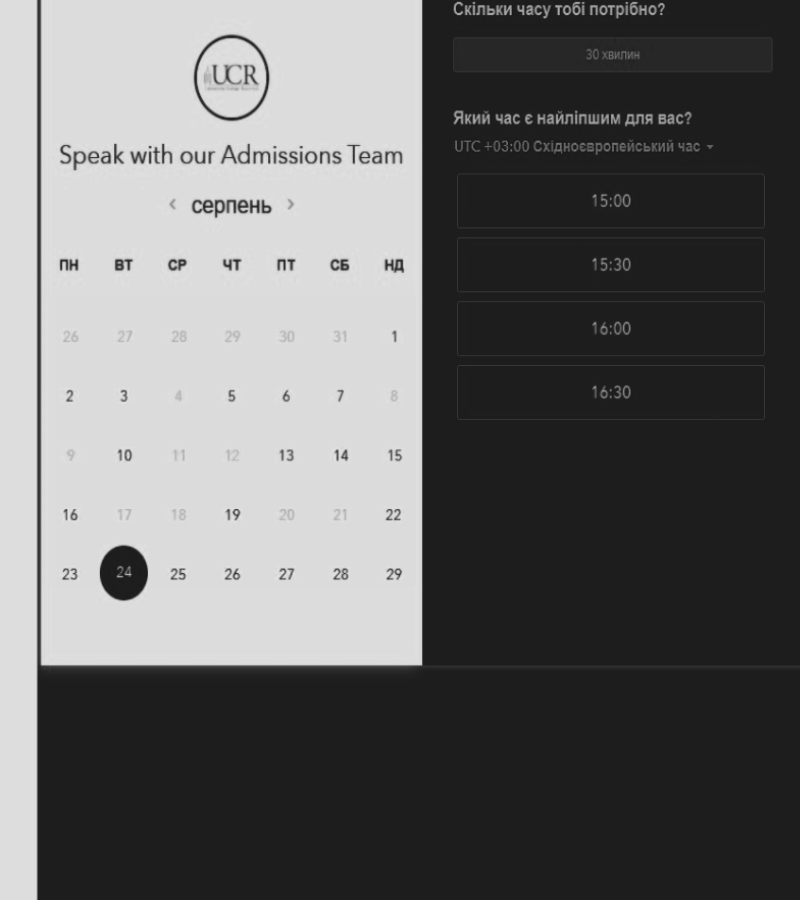 UCR
Speak with our Admissions Team
‹ серпень ›
ПН ВТ СР ЧТ ПТ СБ НД
26 27 28 29 30 31 1
2 3 4 5 6 7 8
9 10 11 12 13 14 15
16 17 18 19 20 21 22
23 24 25 26 27 28 29
Скільки часу тобі потрібно?
30 хвилин
Який час є найліпшим для вас?
UTC +03:00 Східноєвропейський час
15:00
15:30
16:00
16:30